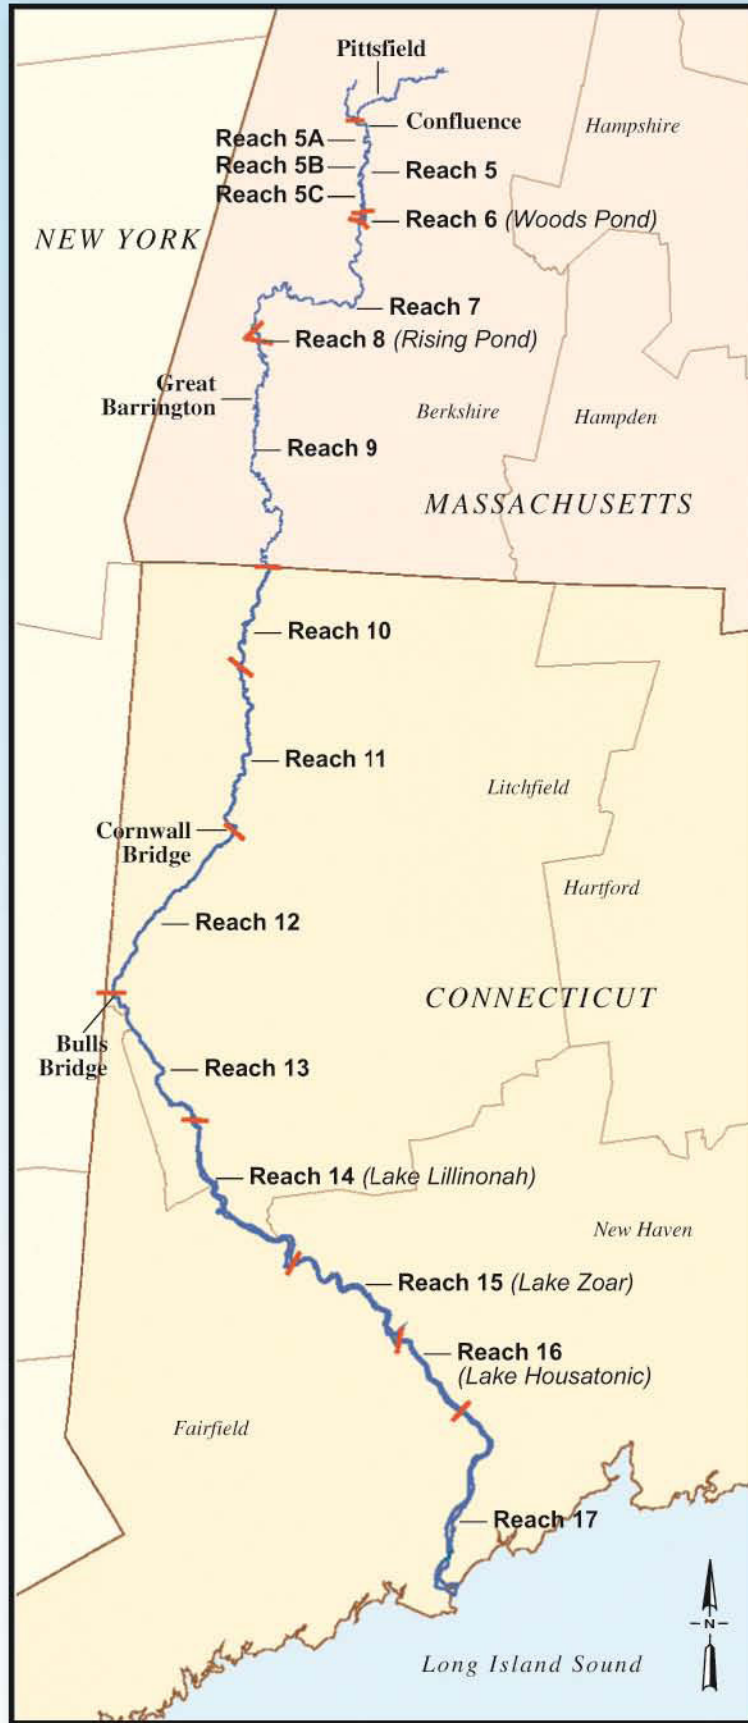 Pittsfield
Confluence
Hampshire
Reach 5A
Reach 5B
Reach 5
Reach 5C
Reach 6 (Woods Pond)
NEW YORK
Reach 7
Reach 8 (Rising Pond)
Great
Barrington
Berkshire
Hampden
Reach 9
MASSACHUSETTS
Reach 10
Reach 11
Litchfield
Cornwall
Bridge
Hartford
Reach 12
CONNECTICUT
Bulls
Bridge
Reach 13
Reach 14 (Lake Lillinonah)
New Haven
Reach 15 (Lake Zoar)
Reach 16
(Lake Housatonic)
Fairfield
Reach 17
N
Long Island Sound